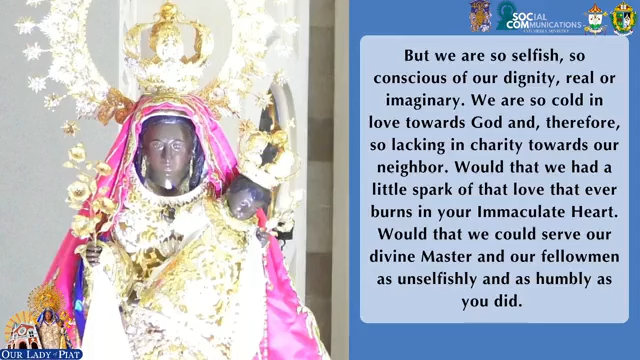 SOCIAL
COMMUNICATIONS
But we are so selfish, so
conscious of our dignity, real or
imaginary. We are so cold in
love towards God and, therefore,
so lacking in charity towards our
neighbor. Would that we had a
little spark of that love that ever
burns in your Immaculate Heart.
Would that we could serve our
divine Master and our fellowmen
as unselfishly and as humbly as
you did.
OUR LADY of PIAT